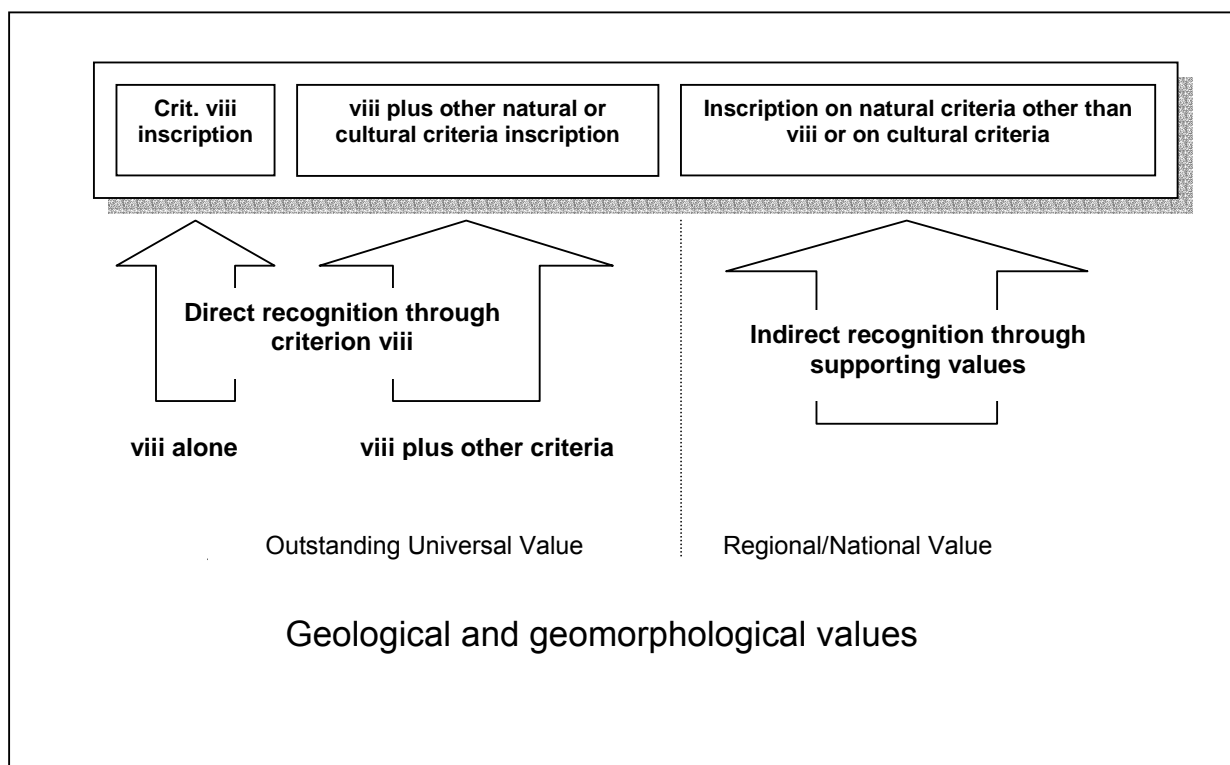 Crit. viii
inscription
viii plus other natural or
cultural criteria inscription
Inscription on natural criteria other than
viii or on cultural criteria
Direct recognition through
criterion viii
Indirect recognition through
supporting values
viii alone
viii plus other criteria
Outstanding Universal Value
Regional/National Value
Geological and geomorphological values